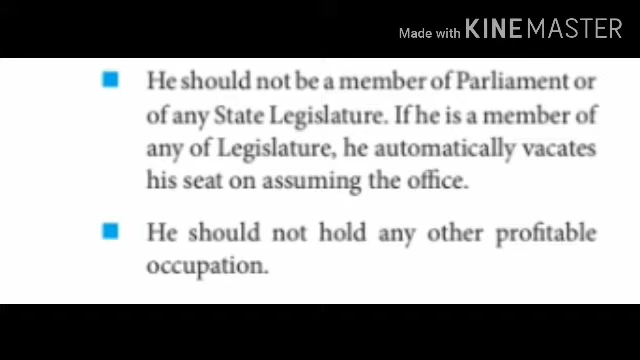 Made with KINEMASTER
He should not be a member of Parliament or
of any State Legislature. If he is a member of
any of Legislature, he automatically vacates
his seat on assuming the office.
He should not hold any other profitable
occupation.